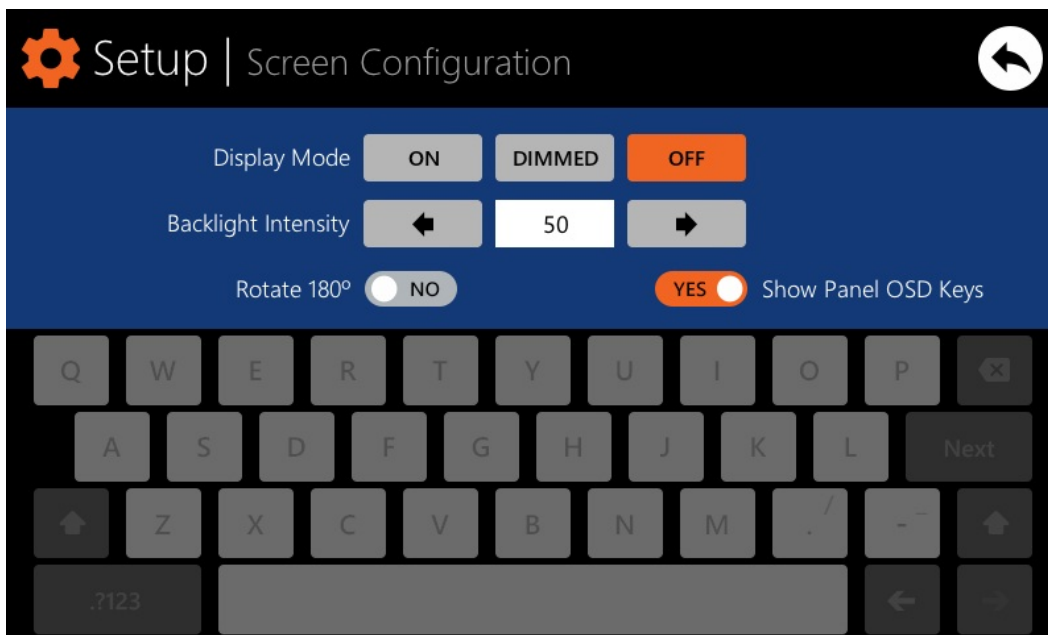 Setup | Screen Configuration
Display Mode ON DIMMED OFF
Backlight Intensity 50
Rotate 180º NO YES Show Panel OSD Keys
Q W E R T Y U I O P
A S D F G H J K L Next
Z X C V B N M . / - _
.?123